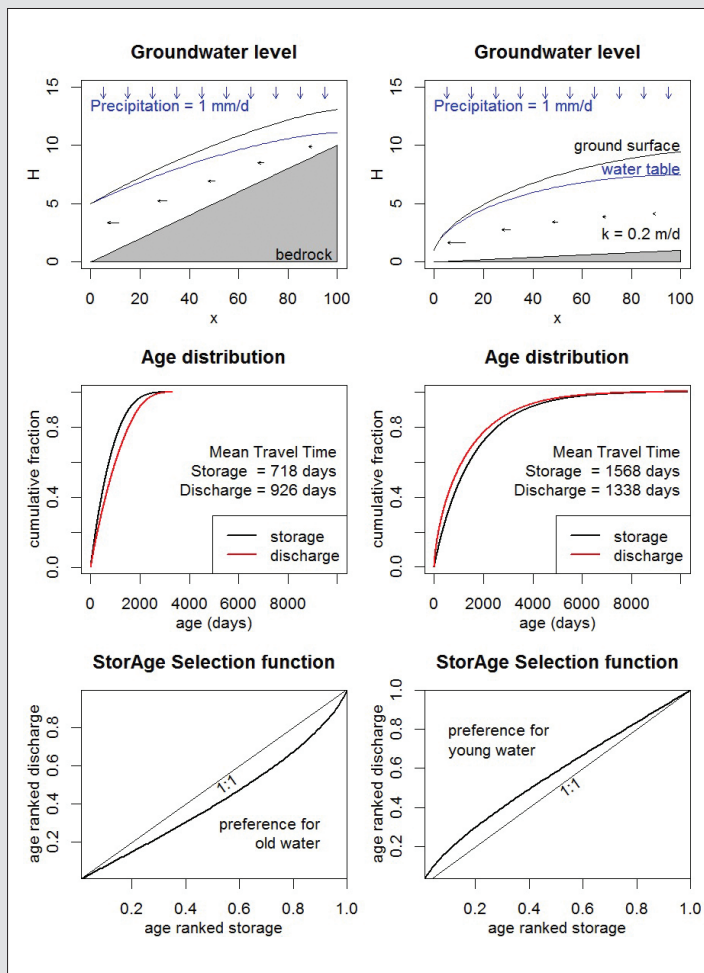 Groundwater level
15
10
5
0
H
Precipitation = 1 mm/d
bedrock
0 20 40 60 80 100
x
Groundwater level
15
10
5
0
H
Precipitation = 1 mm/d
ground surface
water table
k = 0.2 m/d
0 20 40 60 80 100
x
Age distribution
0.8
0.4
0.0
cumulative fraction
Mean Travel Time
Storage = 718 days
Discharge = 926 days
storage
discharge
0 2000 4000 6000 8000
age (days)
Age distribution
0.8
0.4
0.0
cumulative fraction
Mean Travel Time
Storage = 1568 days
Discharge = 1338 days
storage
discharge
0 2000 4000 6000 8000
age (days)
StorAge Selection function
0.8
0.6
0.4
0.2
age ranked discharge
1:1
preference for
old water
0.2 0.4 0.6 0.8 1.0
age ranked storage
StorAge Selection function
1.0
0.8
0.6
0.4
0.2
age ranked discharge
preference for
young water
1:1
0.2 0.4 0.6 0.8 1.0
age ranked storage